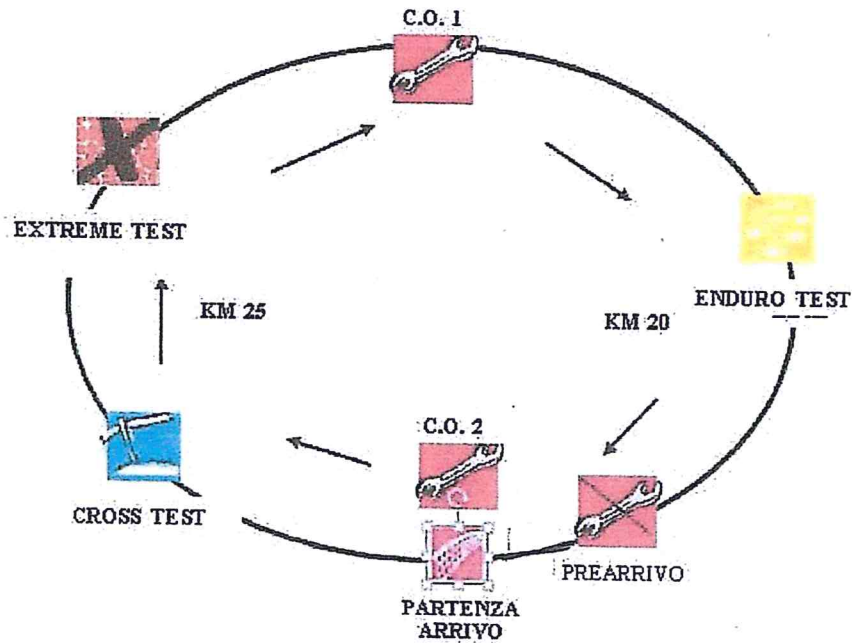 C.O. 1
EXTREME TEST
ENDURO TEST
KM 25
KM 20
C.O. 2
CROSS TEST
PREARRIVO
PARTENZA
ARRIVO